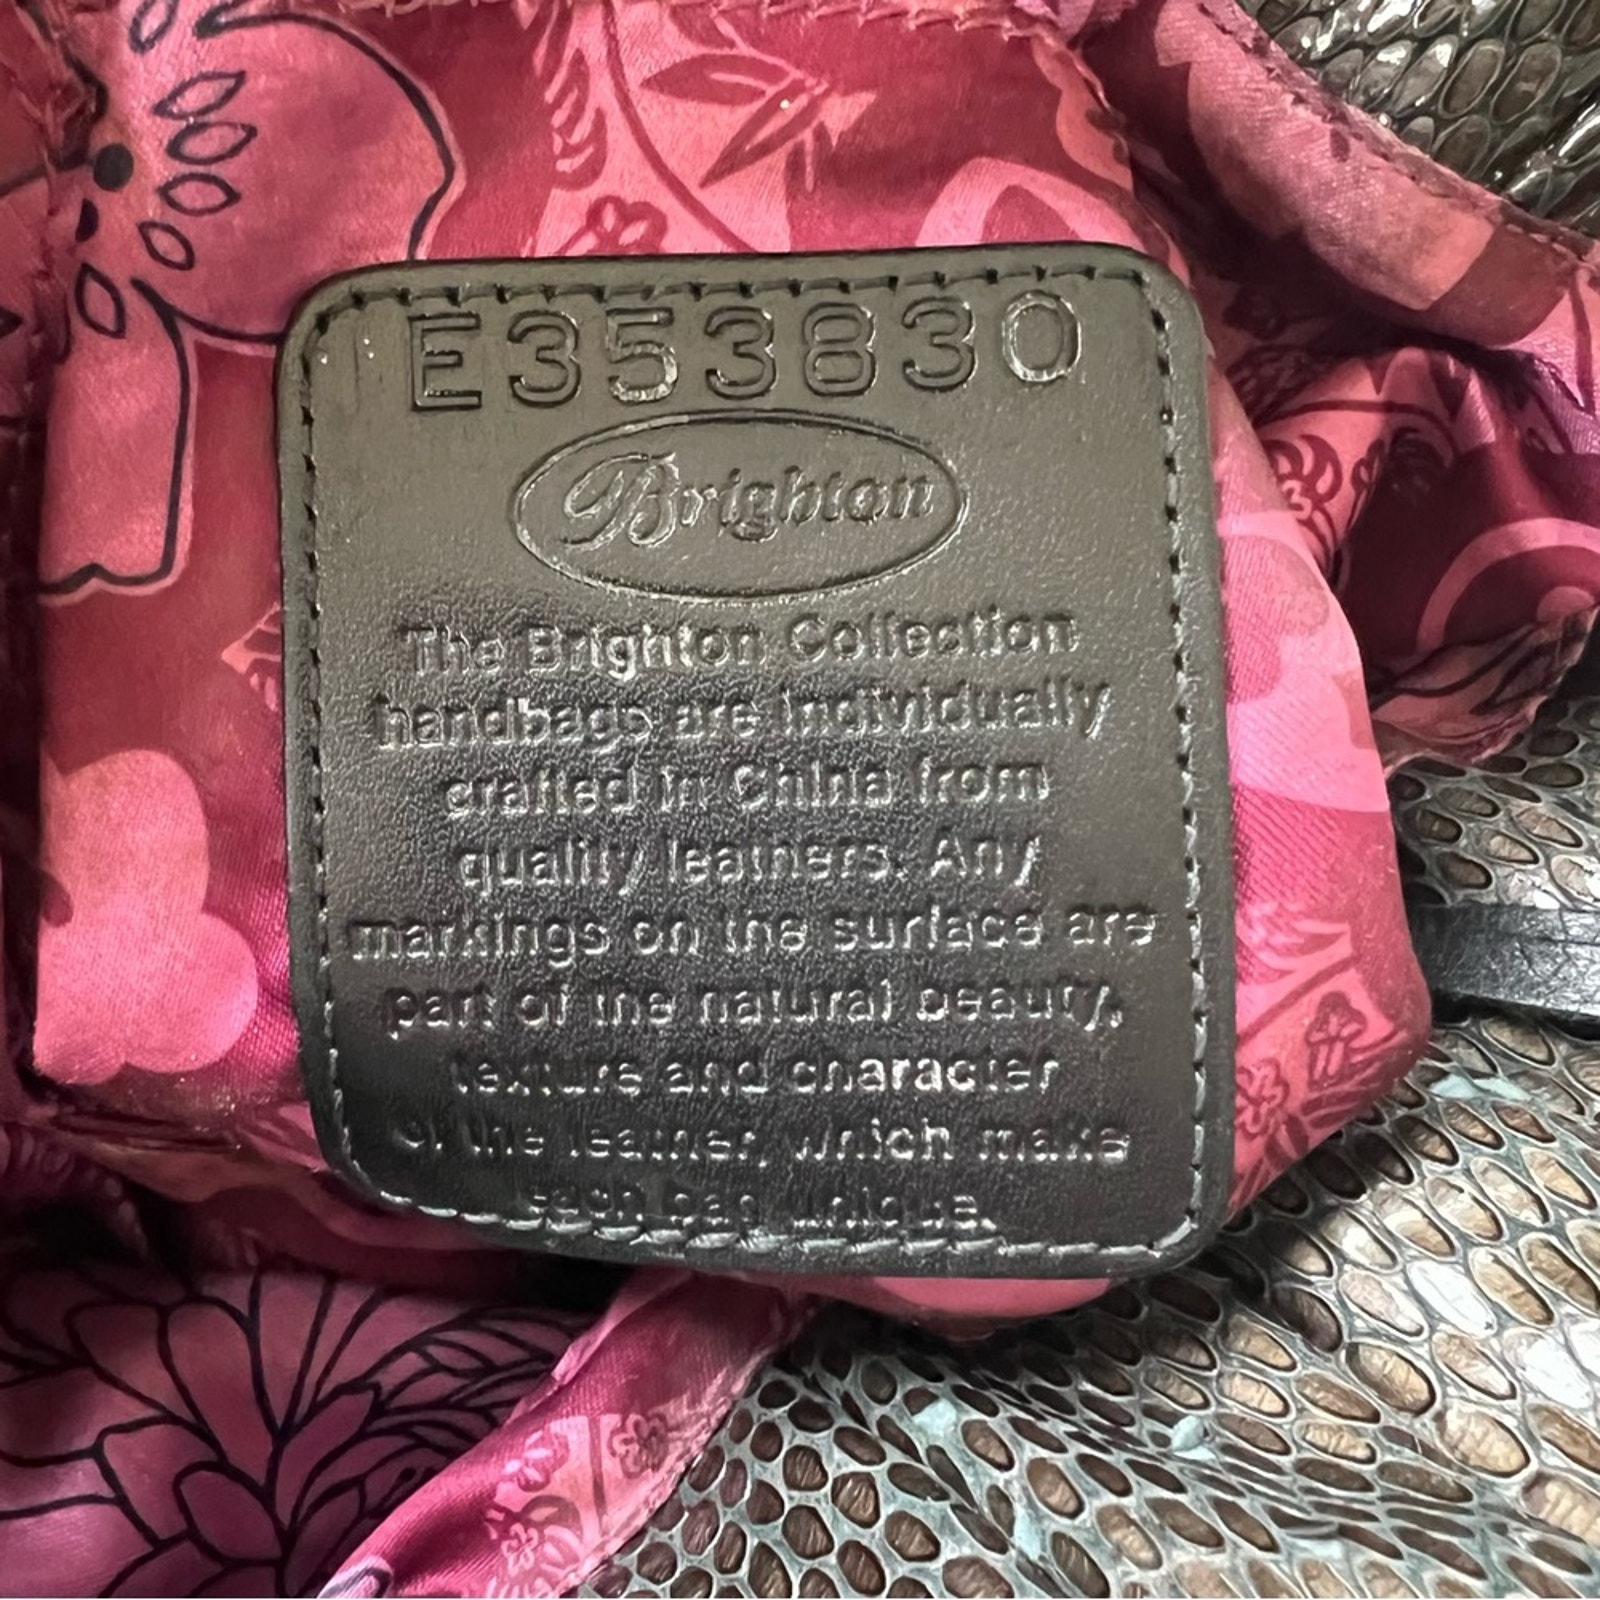 E353830
Brighton
The Brighton Collection
handbags are individually
crafted in China from
quality leathers. Any
markings on the surface are
part of the natural beauty,
texture and character
of the leather, which make
each bag unique.